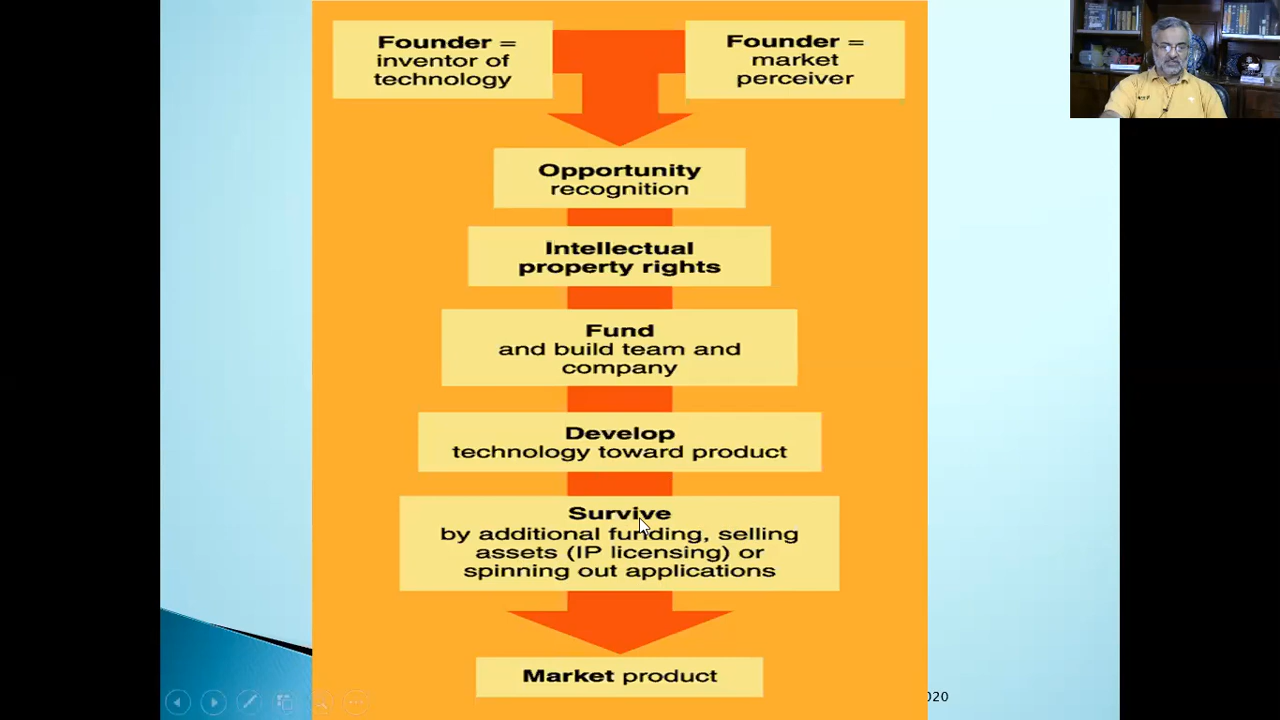 Founder =
inventor of
technology
Founder =
market
perceiver
Opportunity
recognition
Intellectual
property rights
Fund
and build team and
company
Develop
technology toward product
Survive
by additional funding, selling
assets (IP licensing) or
spinning out applications
Market product
020